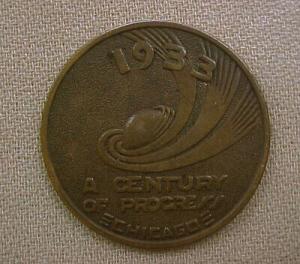 1933
A CENTURY
OF PROGRESS
CHICAGO